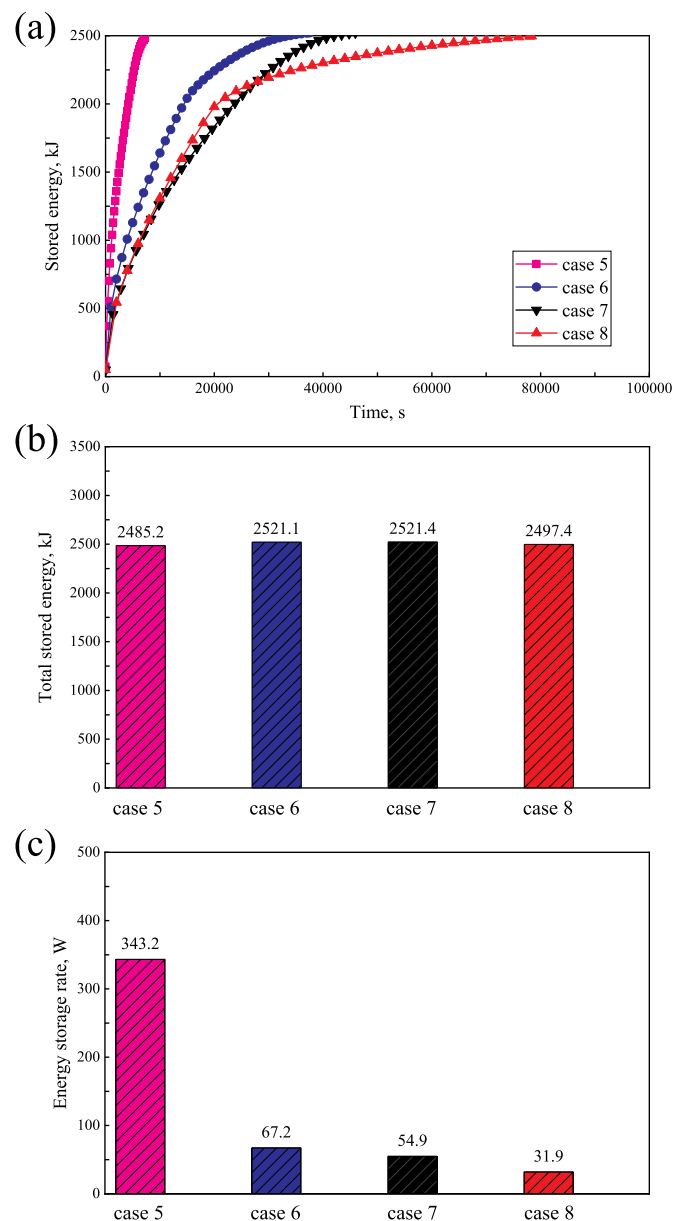 (a)
2500
2000
1500
1000
500
0
Stored energy, kJ
case 5
case 6
case 7
case 8
0 20000 40000 60000 80000 100000
Time, s
(b)
3500
3000
2500
2000
1500
1000
500
0
Total stored energy, kJ
2485.2 2521.1 2521.4 2497.4
case 5 case 6 case 7 case 8
(c)
500
400
300
200
100
0
Energy storage rate, W
343.2 67.2 54.9 31.9
case 5 case 6 case 7 case 8